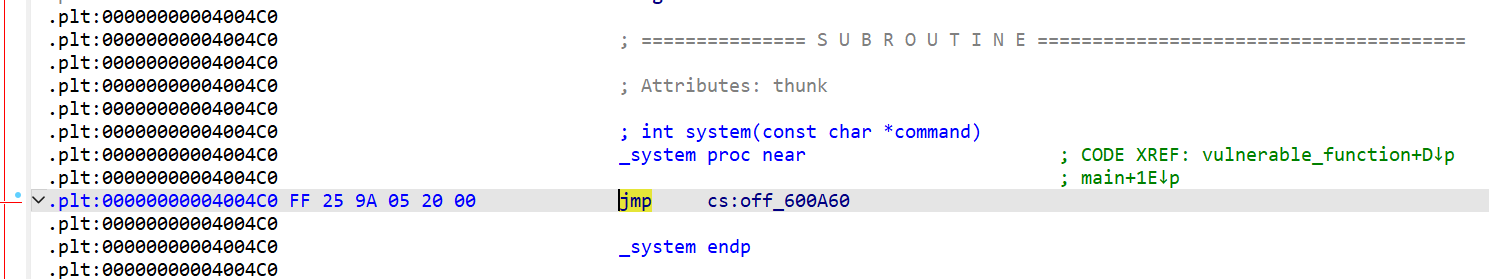 .plt:00000000004004C0
.plt:00000000004004C0 ; =============== S U B R O U T I N E =======================================
.plt:00000000004004C0
.plt:00000000004004C0 ; Attributes: thunk
.plt:00000000004004C0
.plt:00000000004004C0 ; int system(const char *command)
.plt:00000000004004C0 _system proc near ; CODE XREF: vulnerable_function+D↓p
.plt:00000000004004C0 ; main+1E↓p
.plt:00000000004004C0 FF 25 9A 05 20 00 jmp cs:off_600A60
.plt:00000000004004C0
.plt:00000000004004C0 _system endp
.plt:00000000004004C0